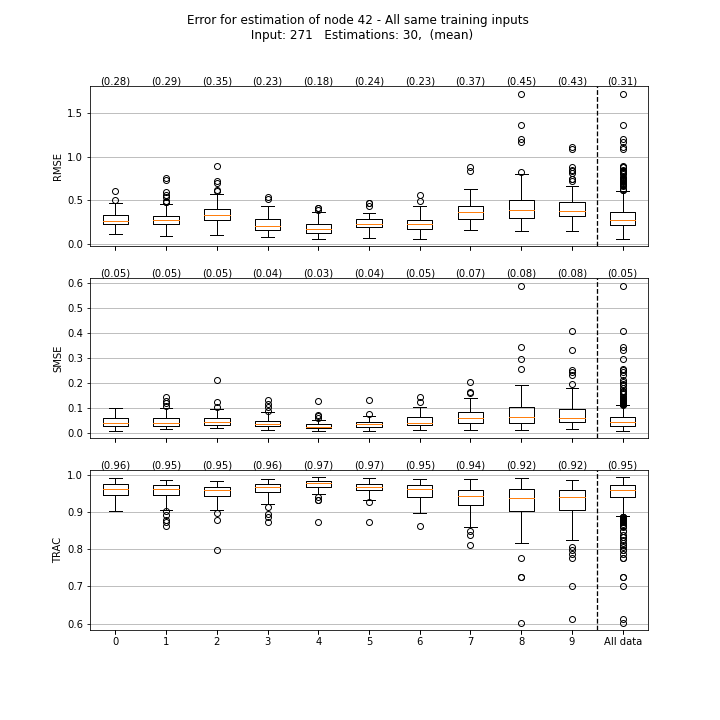 Error for estimation of node 42 - All same training inputs
Input: 271 Estimations: 30, (mean)
(0.28) (0.29) (0.35) (0.23) (0.18) (0.24) (0.23) (0.37) (0.45) (0.43) (0.31)
1.5
1.0
0.5
0.0
RMSE
(0.05) (0.05) (0.05) (0.04) (0.03) (0.04) (0.05) (0.07) (0.08) (0.08) (0.05)
0.6
0.5
0.4
0.3
0.2
0.1
0.0
SMSE
(0.96) (0.95) (0.95) (0.96) (0.97) (0.97) (0.95) (0.94) (0.92) (0.92) (0.95)
1.0
0.9
0.8
0.7
0.6
TRAC
0 1 2 3 4 5 6 7 8 9 All data